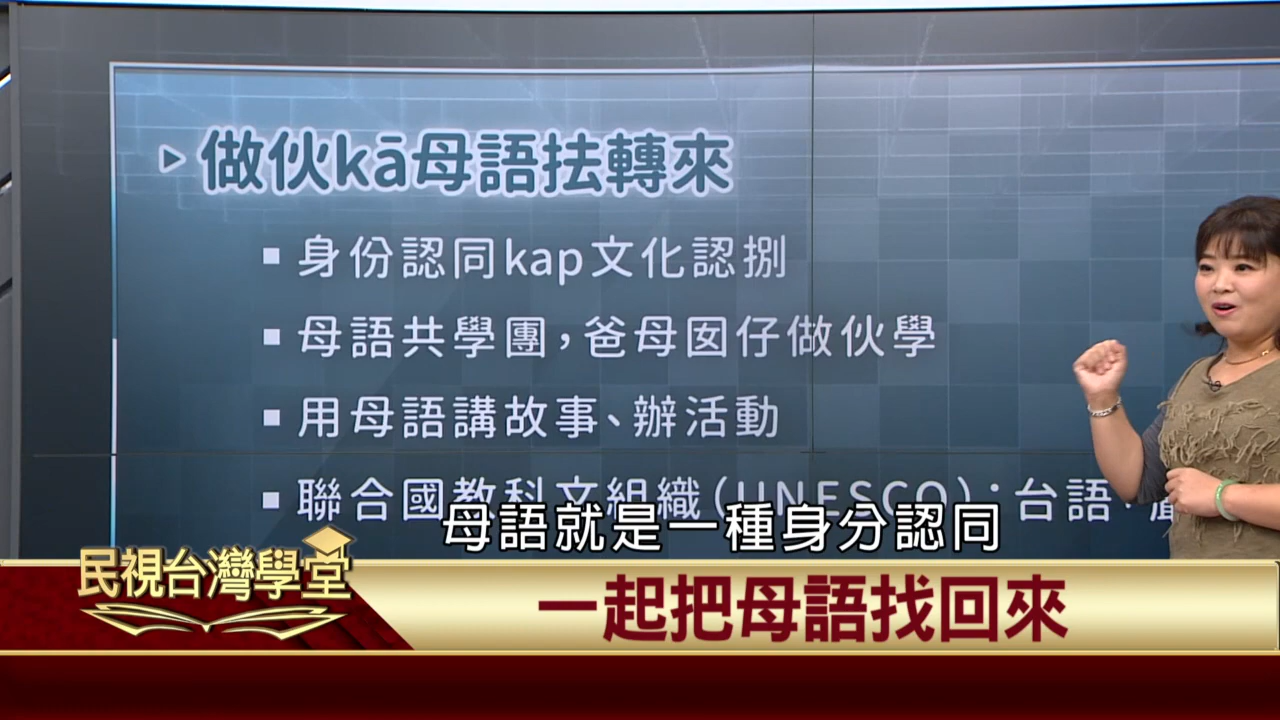 做伙kā母語抾轉來
身份認同kap文化認捌
母語共學團，爸母囡仔做伙學
用母語講故事、辦活動
聯合國教科文組織（UNESCO）：台語
母語就是一種身分認同
民視台灣學堂
一起把母語找回來